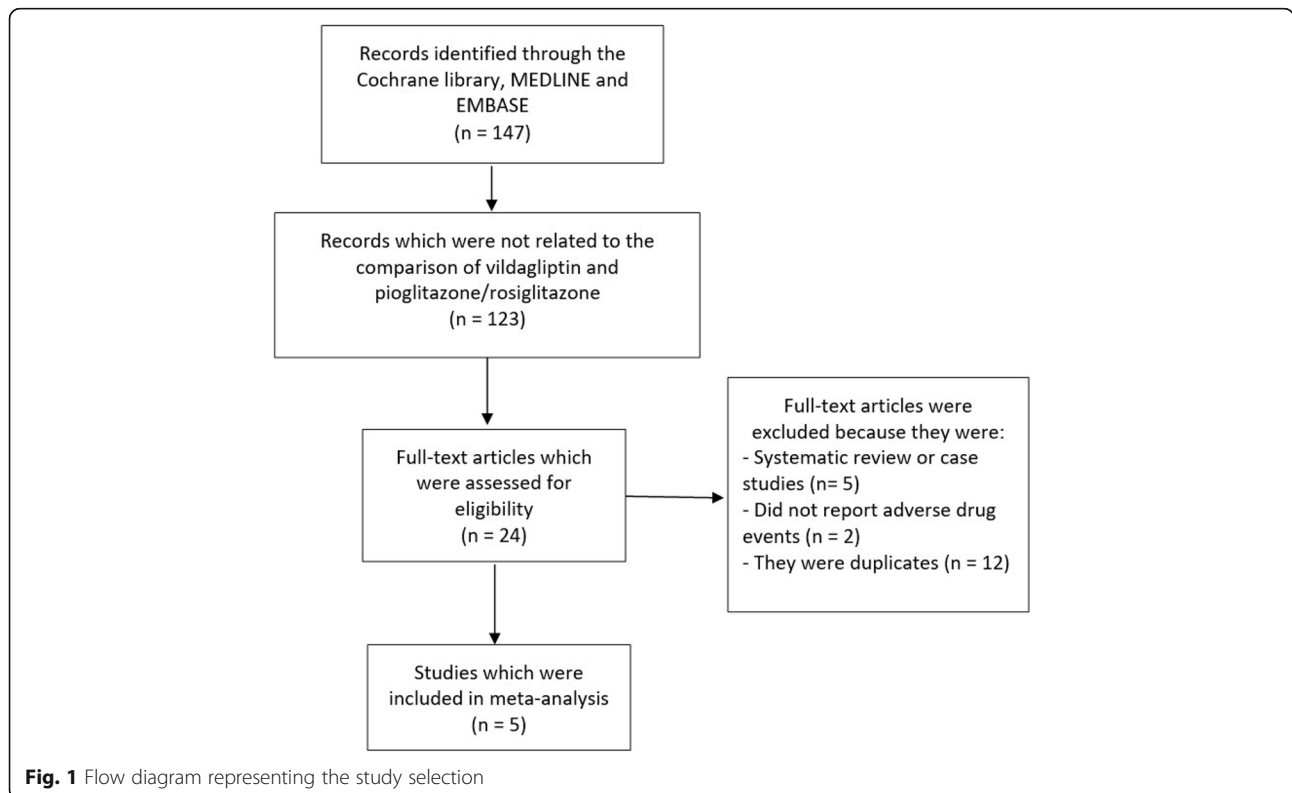 Records identified through the
Cochrane library, MEDLINE and
EMBASE
(n = 147)
Records which were not related to the
comparison of vildagliptin and
pioglitazone/rosiglitazone
(n = 123)
Full-text articles which
were assessed for
eligibility
(n = 24)
Full-text articles were
excluded because they were:
- Systematic review or case
studies (n= 5)
- Did not report adverse drug
events (n = 2)
- They were duplicates (n = 12)
Studies which were
included in meta-analysis
(n = 5)
Fig. 1 Flow diagram representing the study selection